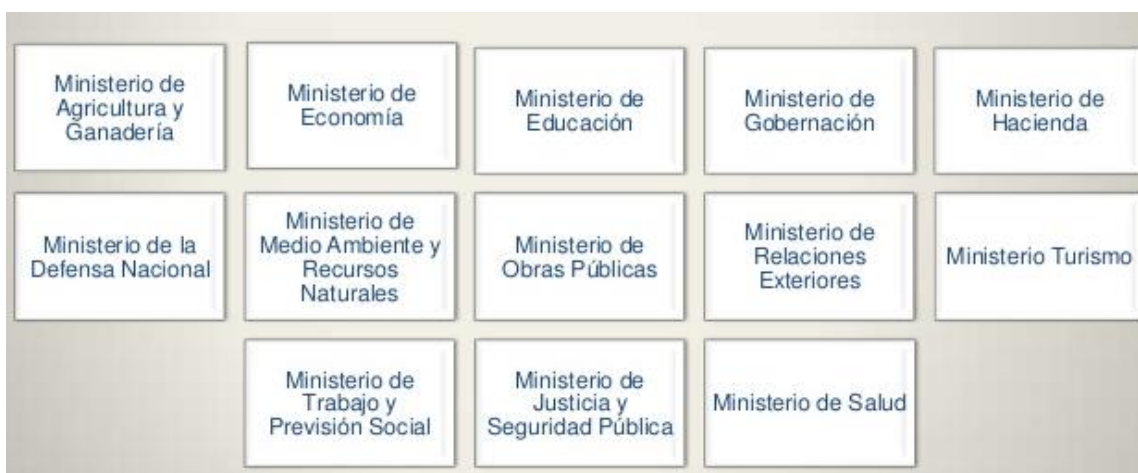 Ministerio de
Agricultura y
Ganadería
Ministerio de
Economía
Ministerio de
Educación
Ministerio de
Gobernación
Ministerio de
Hacienda
Ministerio de la
Defensa Nacional
Ministerio de
Medio Ambiente y
Recursos
Naturales
Ministerio de
Obras Públicas
Ministerio de
Relaciones
Exteriores
Ministerio Turismo
Ministerio de
Trabajo y
Previsión Social
Ministerio de
Justicia y
Seguridad Pública
Ministerio de Salud